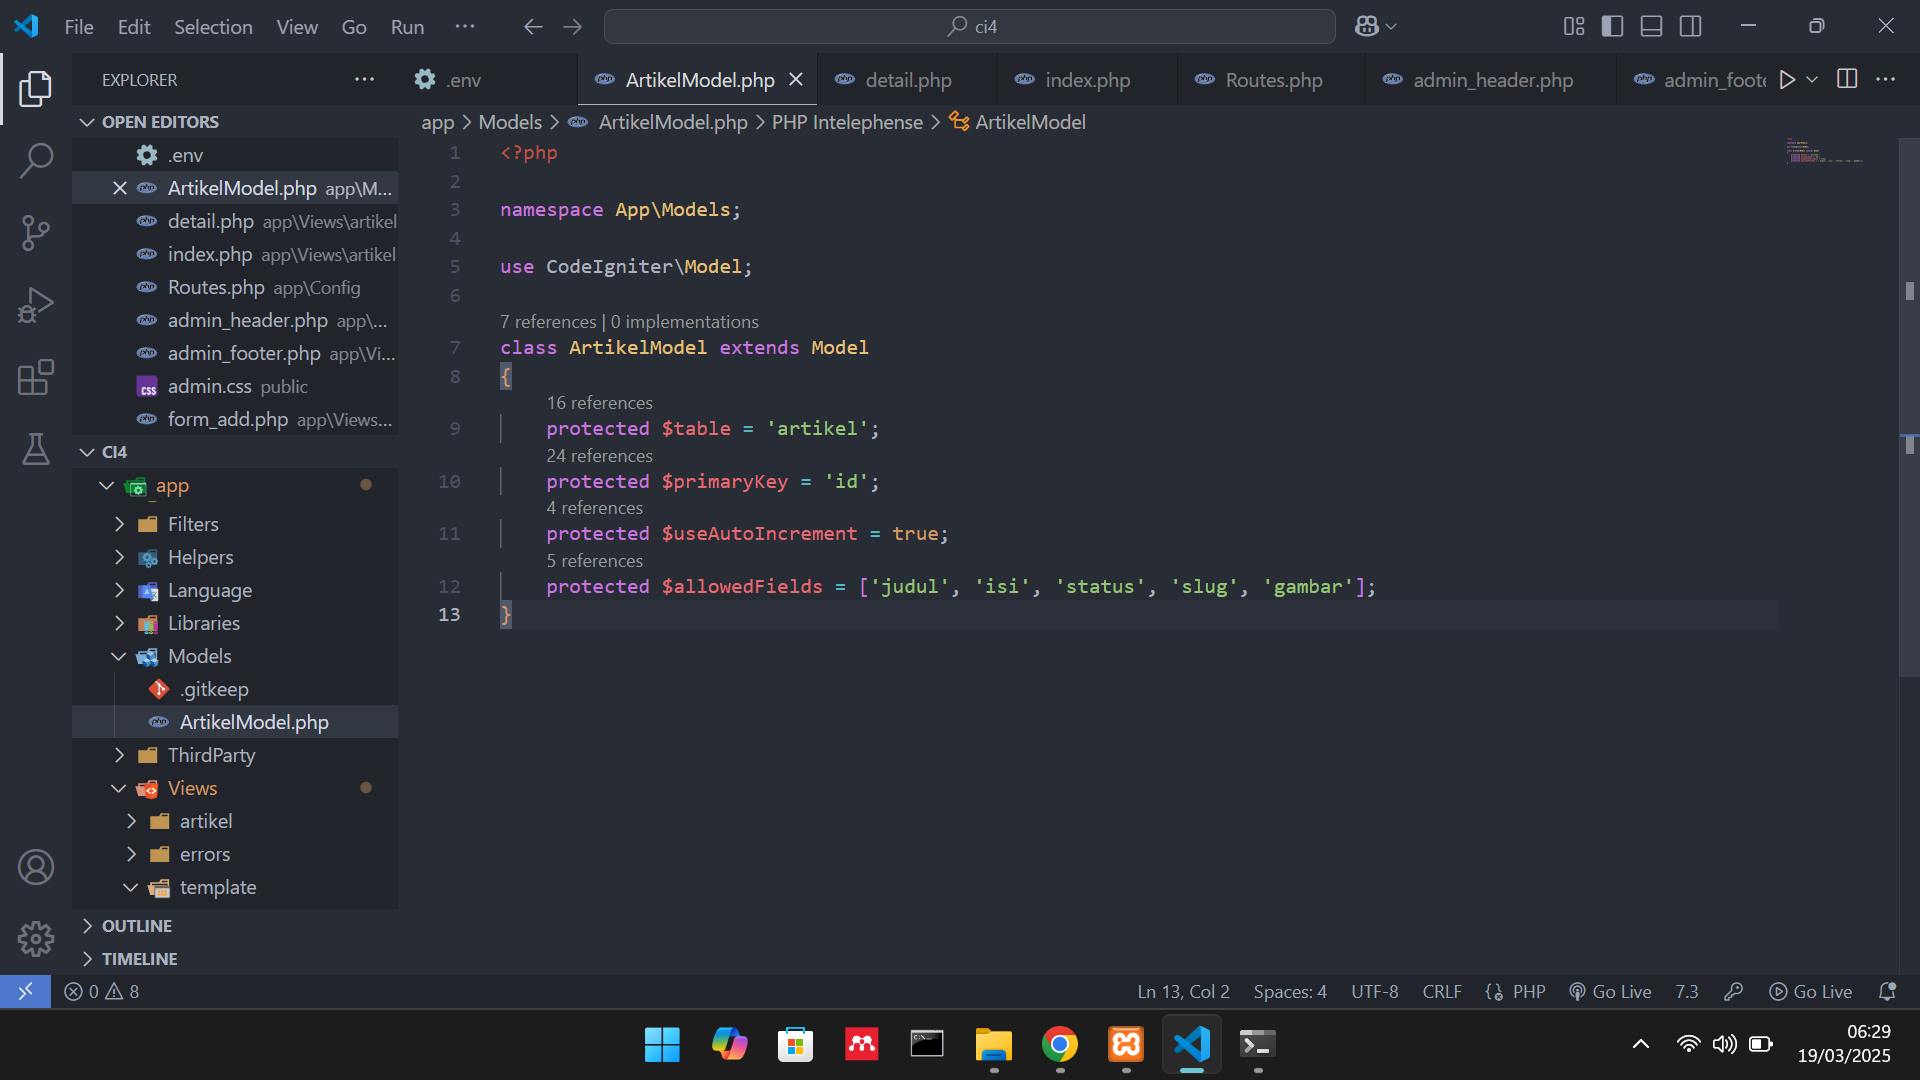 File Edit Selection View Go Run ··· ci4
EXPLORER ···
.env ArtikelModel.php detail.php index.php Routes.php admin_header.php admin_foote
OPEN EDITORS
.env
ArtikelModel.php app\M...
detail.php app\Views\artikel
index.php app\Views\artikel
Routes.php app\Config
admin_header.php app\...
admin_footer.php app\Vi...
admin.css public
form_add.php app\Views...
CI4
app
Filters
Helpers
Language
Libraries
Models
.gitkeep
ArtikelModel.php
ThirdParty
Views
artikel
errors
template
OUTLINE
TIMELINE
app > Models > ArtikelModel.php > PHP Intelephense > ArtikelModel
1 <?php
2
3 namespace App\Models;
4
5 use CodeIgniter\Model;
6
7 references | 0 implementations
7 class ArtikelModel extends Model
8 {
16 references
9 protected $table = 'artikel';
24 references
10 protected $primaryKey = 'id';
4 references
11 protected $useAutoIncrement = true;
5 references
12 protected $allowedFields = ['judul', 'isi', 'status', 'slug', 'gambar'];
13 }
0 8
Ln 13, Col 2 Spaces: 4 UTF-8 CRLF PHP Go Live 7.3 Go Live
06:29
19/03/2025